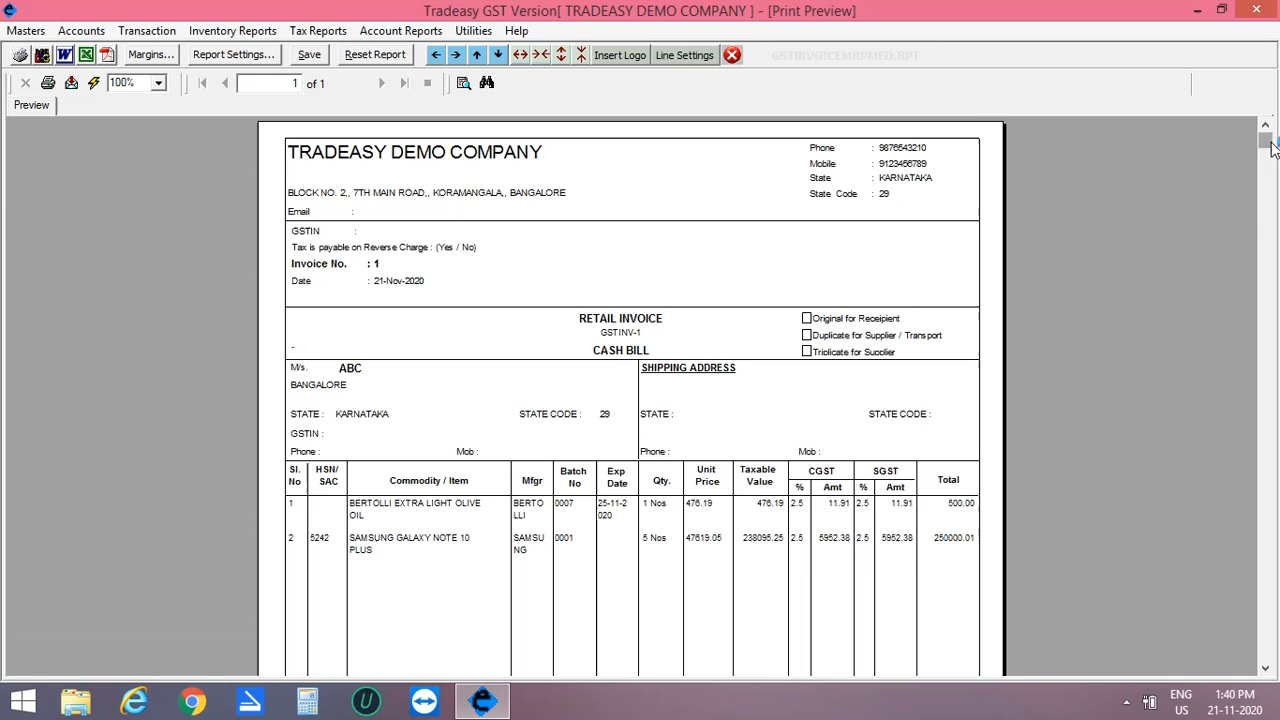 Tradeasy GST Version[ TRADEASY DEMO COMPANY ] - [Print Preview]
Masters Accounts Transaction Inventory Reports Tax Reports Account Reports Utilities Help
Margins... Report Settings... Save Reset Report Insert Logo Line Settings GSTINVOICEMRPMED.RPT
100% 1 of 1
Preview
TRADEASY DEMO COMPANY
Phone : 9876543210
Mobile : 9123456789
State : KARNATAKA
BLOCK NO. 2,, 7TH MAIN ROAD,, KORAMANGALA,, BANGALORE State Code : 29
Email :
GSTIN :
Tax is payable on Reverse Charge : (Yes / No)
Invoice No. : 1
Date : 21-Nov-2020
RETAIL INVOICE Original for Receipient
GSTINV-1
Duplicate for Supplier / Transport
- CASH BILL Triplicate for Supplier
M/s. ABC SHIPPING ADDRESS
BANGALORE
STATE : KARNATAKA STATE CODE : 29 STATE : STATE CODE :
GSTIN :
Phone : Mob : Phone : Mob :
Sl. No HSN/ SAC Commodity / Item Mfgr Batch No Exp Date Qty. Unit Price Taxable Value CGST SGST Total
% Amt % Amt
1 BERTOLLI EXTRA LIGHT OLIVE BERTO 0007 25-11-2 1 Nos 476.19 476.19 2.5 11.91 2.5 11.91 500.00
OIL LLI 020
2 5242 SAMSUNG GALAXY NOTE 10 SAMSU 0001 5 Nos 47619.05 238095.25 2.5 5952.38 2.5 5952.38 250000.01
PLUS NG
ENG 1:40 PM
US 21-11-2020